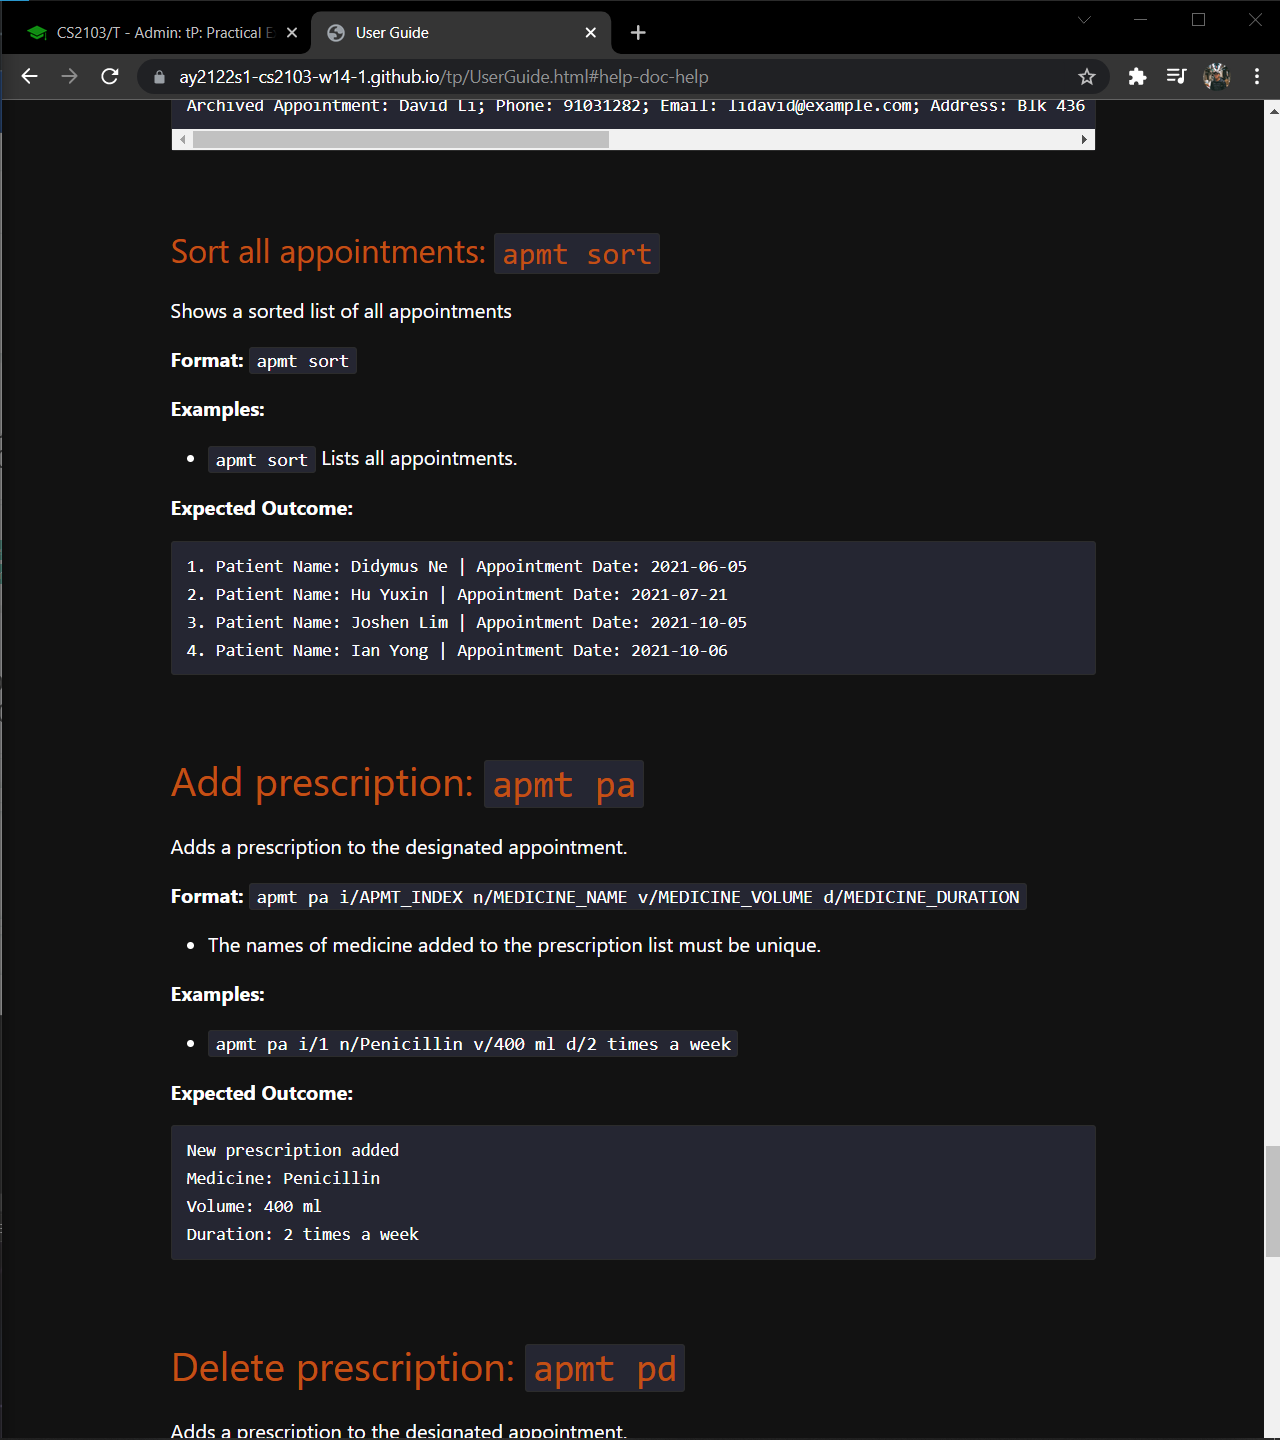 CS2103/T - Admin: tP: Practical E
User Guide
ay2122s1-cs2103-w14-1.github.io/tp/UserGuide.html#help-doc-help
Archived Appointment: David Li; Phone: 91031282; Email: lidavid@example.com; Address: Blk 436
Sort all appointments: apmt sort
Shows a sorted list of all appointments
Format: apmt sort
Examples:
• apmt sort Lists all appointments.
Expected Outcome:
1. Patient Name: Didymus Ne | Appointment Date: 2021-06-05
2. Patient Name: Hu Yuxin | Appointment Date: 2021-07-21
3. Patient Name: Joshen Lim | Appointment Date: 2021-10-05
4. Patient Name: Ian Yong | Appointment Date: 2021-10-06
Add prescription: apmt pa
Adds a prescription to the designated appointment.
Format: apmt pa i/APMT_INDEX n/MEDICINE_NAME v/MEDICINE_VOLUME d/MEDICINE_DURATION
• The names of medicine added to the prescription list must be unique.
Examples:
• apmt pa i/1 n/Penicillin v/400 ml d/2 times a week
Expected Outcome:
New prescription added
Medicine: Penicillin
Volume: 400 ml
Duration: 2 times a week
Delete prescription: apmt pd
Adds a prescription to the designated appointment.